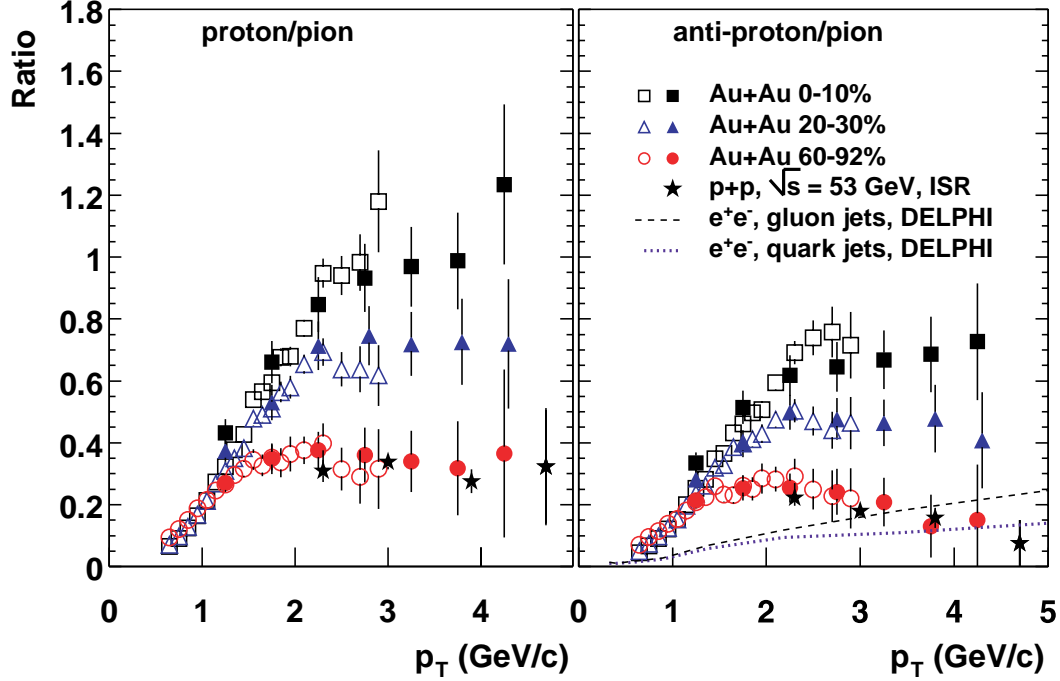 Ratio
1.8
1.6
1.4
1.2
1
0.8
0.6
0.4
0.2
0
proton/pion
anti-proton/pion
Au+Au 0-10%
Au+Au 20-30%
Au+Au 60-92%
p+p, √s = 53 GeV, ISR
e⁺e⁻, gluon jets, DELPHI
e⁺e⁻, quark jets, DELPHI
0 1 2 3 4 0 1 2 3 4 5
p_T (GeV/c) p_T (GeV/c)